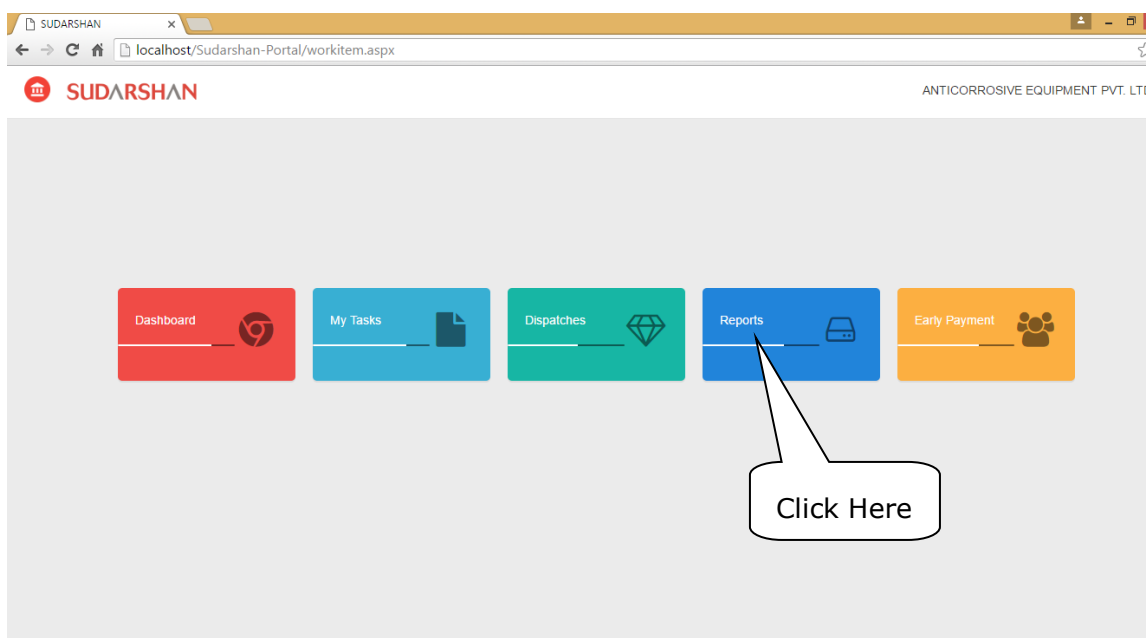 SUDARSHAN
localhost/Sudarshan-Portal/workitem.aspx
SUDARSHAN
ANTICORROSIVE EQUIPMENT PVT. LTD
Dashboard
My Tasks
Dispatches
Reports
Early Payment
Click Here